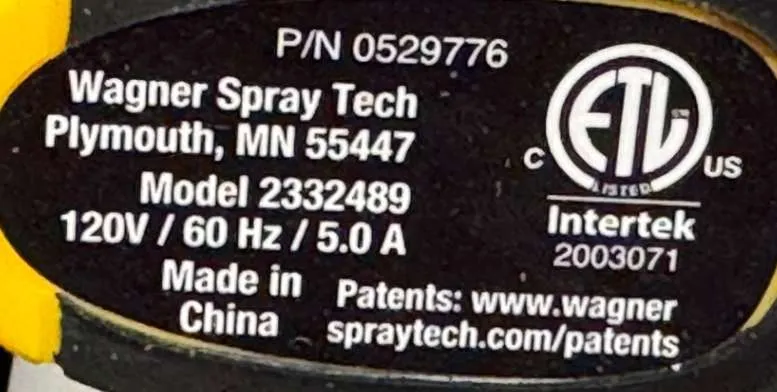 P/N 0529776
Wagner Spray Tech
Plymouth, MN 55447
Model 2332489
120V / 60 Hz / 5.0 A
Made in
China
ETL
C US
LISTED
Intertek
2003071
Patents: www.wagner
spraytech.com/patents